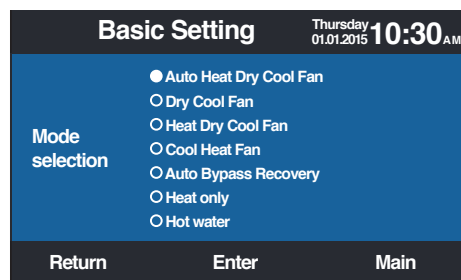 Basic Setting
Thursday
01.01.2015 10:30 AM
Auto Heat Dry Cool Fan
Dry Cool Fan
Heat Dry Cool Fan
Mode
selection
Cool Heat Fan
Auto Bypass Recovery
Heat only
Hot water
Return Enter Main